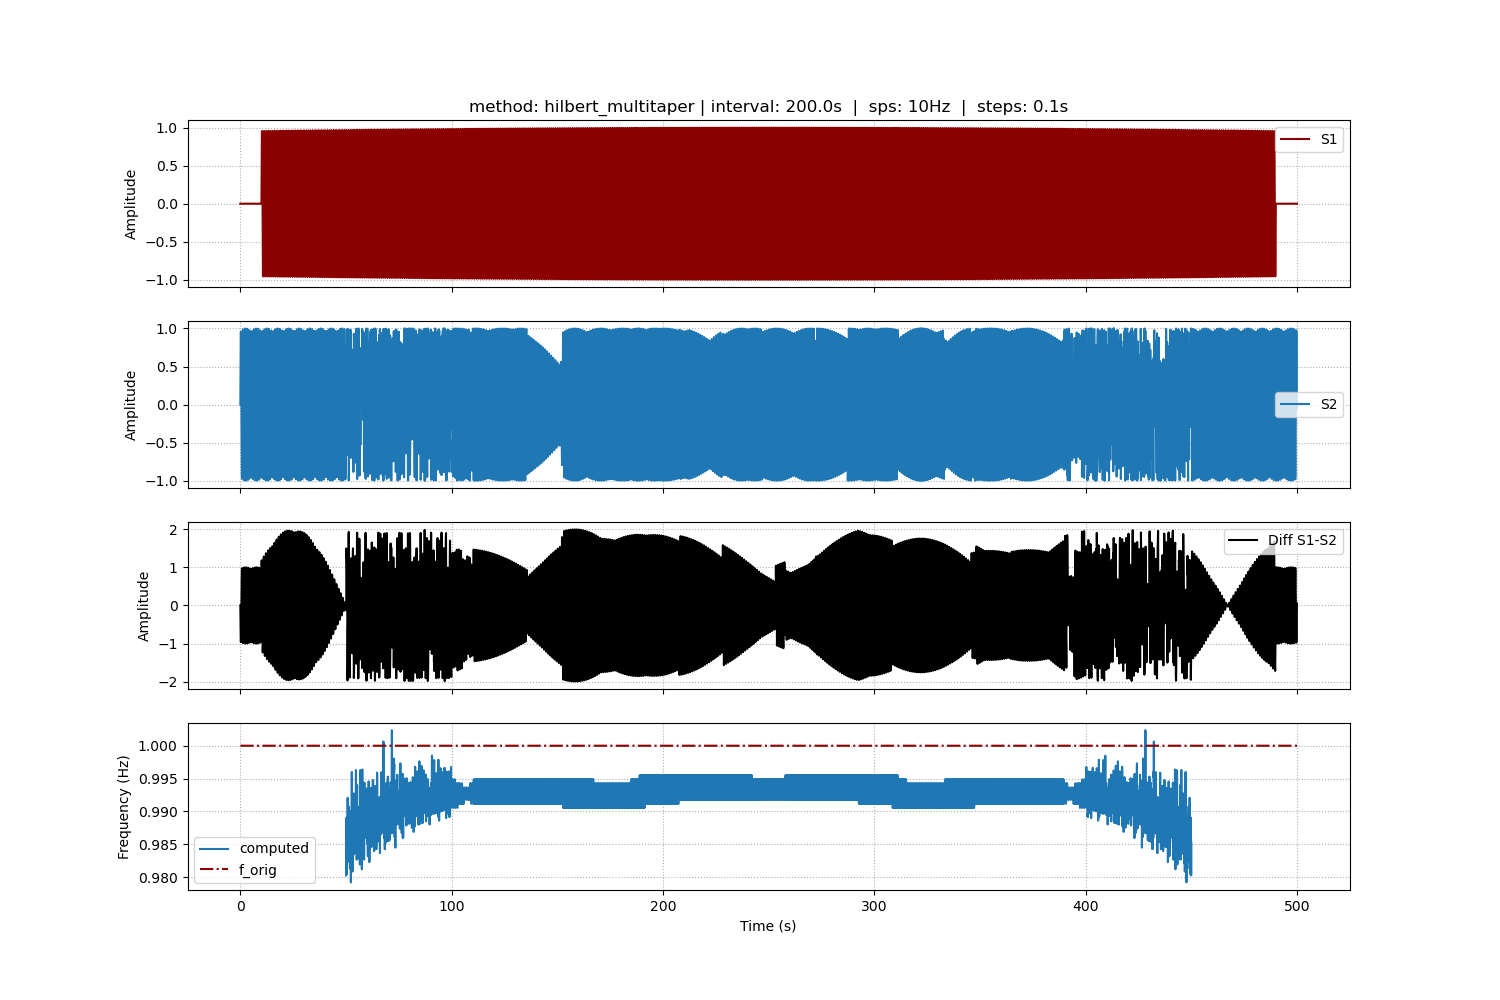 method: hilbert_multitaper | interval: 200.0s | sps: 10Hz | steps: 0.1s
1.0
0.5
0.0
−0.5
−1.0
Amplitude
S1
1.0
0.5
0.0
−0.5
−1.0
Amplitude
S2
2
1
0
−1
−2
Amplitude
Diff S1-S2
1.000
0.995
0.990
0.985
0.980
Frequency (Hz)
computed
f_orig
0 100 200 300 400 500
Time (s)